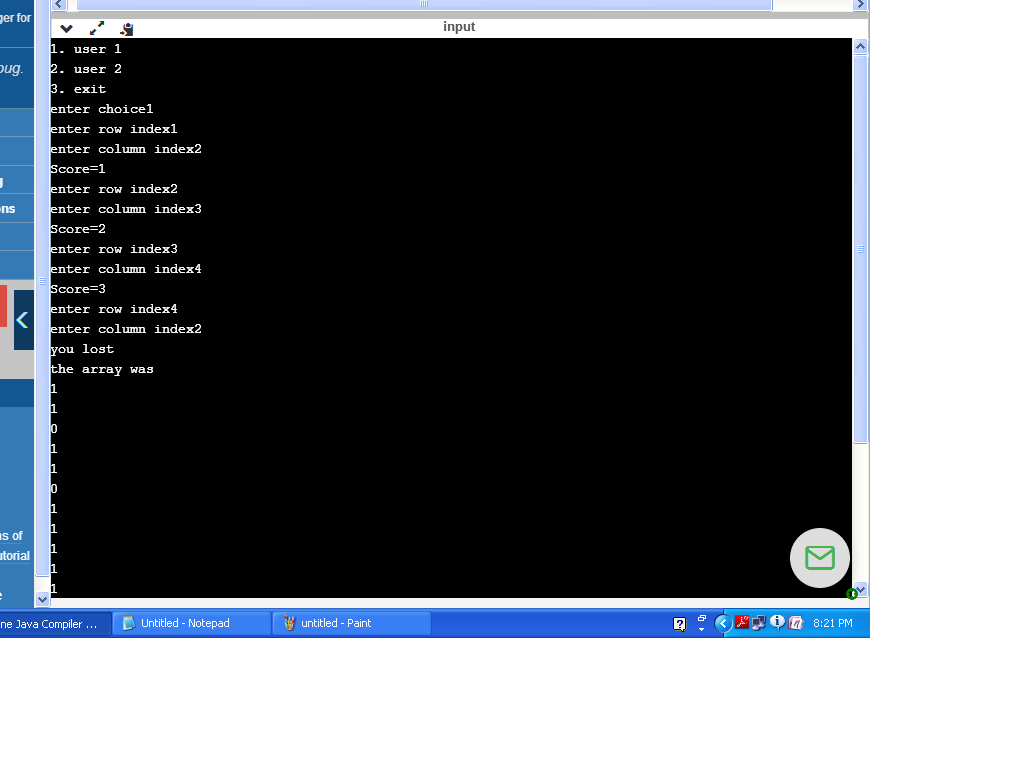 ger for
input
1. user 1
2. user 2
3. exit
enter choice1
enter row index1
enter column index2
Score=1
enter row index2
enter column index3
Score=2
enter row index3
enter column index4
Score=3
enter row index4
enter column index2
you lost
the array was
1
1
0
1
1
0
1
1
1
1
1
oug.
g
ons
ms of
utorial
e
ne Java Compiler ...
Untitled - Notepad
untitled - Paint
8:21 PM